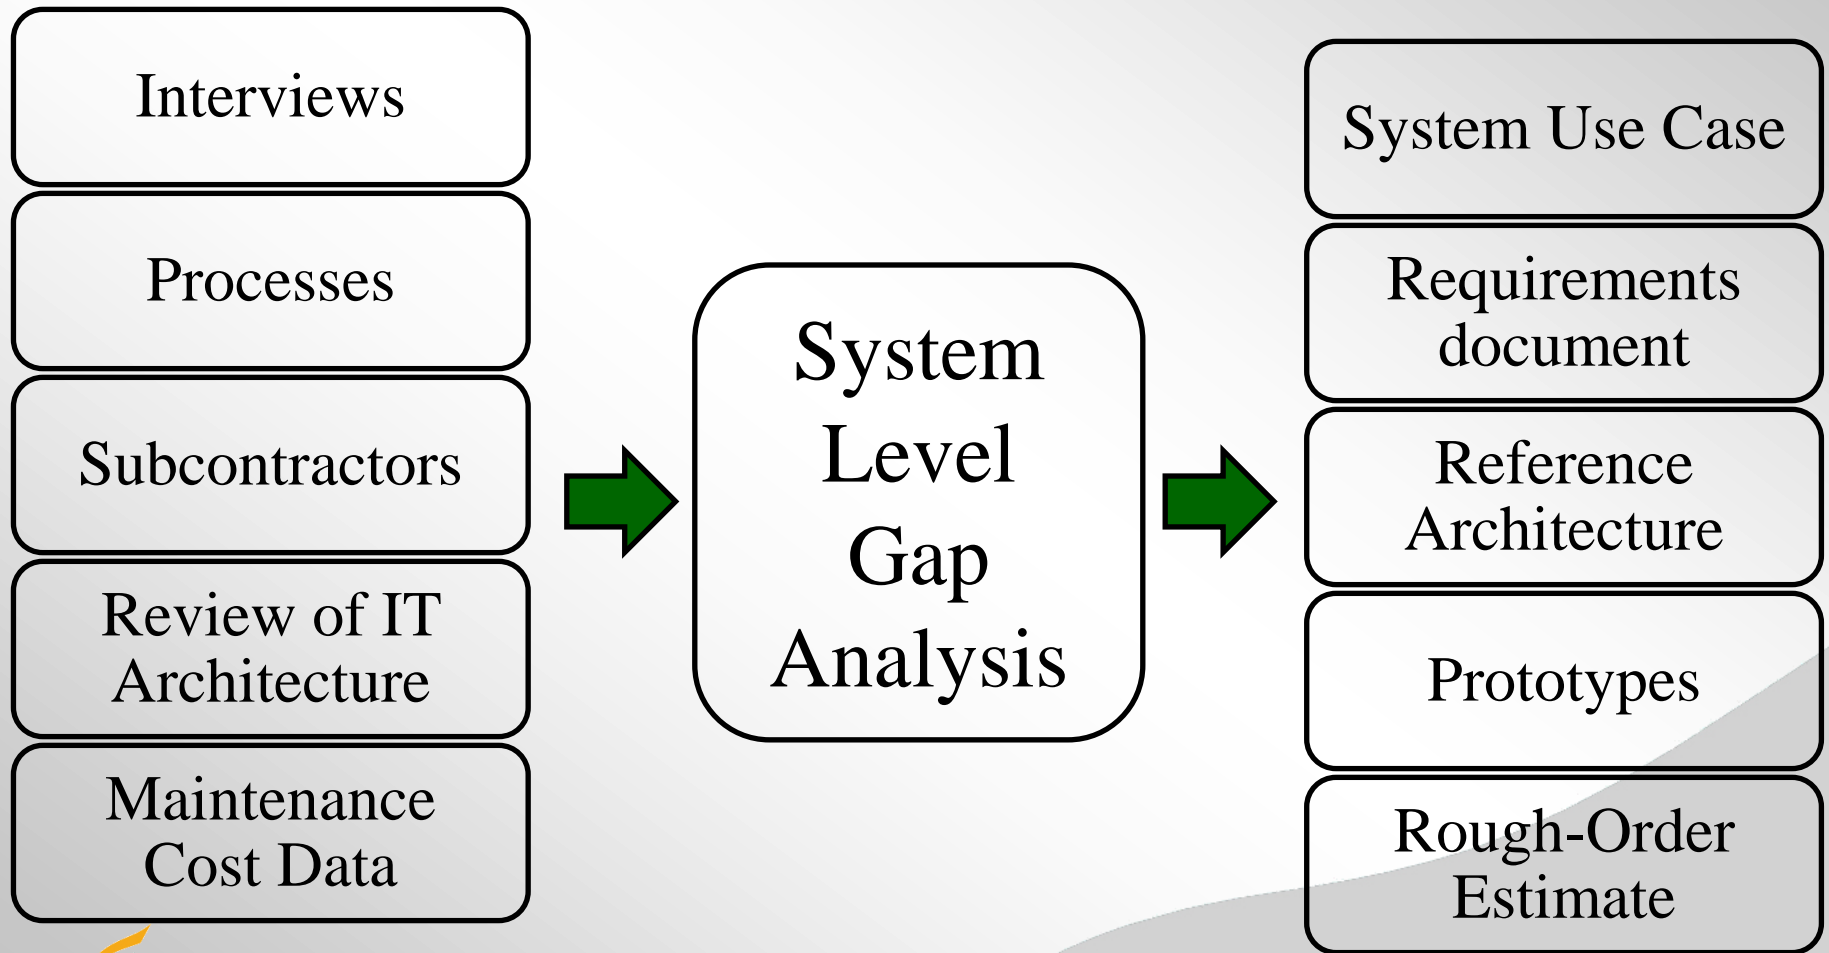 Interviews
Processes
Subcontractors
Review of IT
Architecture
Maintenance
Cost Data
System
Level
Gap
Analysis
System Use Case
Requirements
document
Reference
Architecture
Prototypes
Rough-Order
Estimate